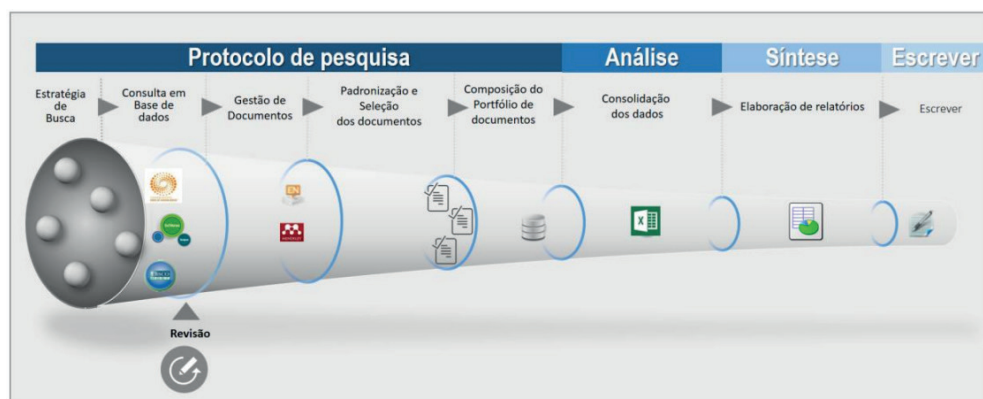 Protocolo de pesquisa
Análise
Síntese
Escrever
Estratégia
de
Busca
Consulta em
Base de
dados
Gestão de
Documentos
Padronização e
Seleção
dos documentos
Composição do
Portfólio de
documentos
Consolidação
dos dados
Elaboração de relatórios
Escrever
EN
X
Revisão